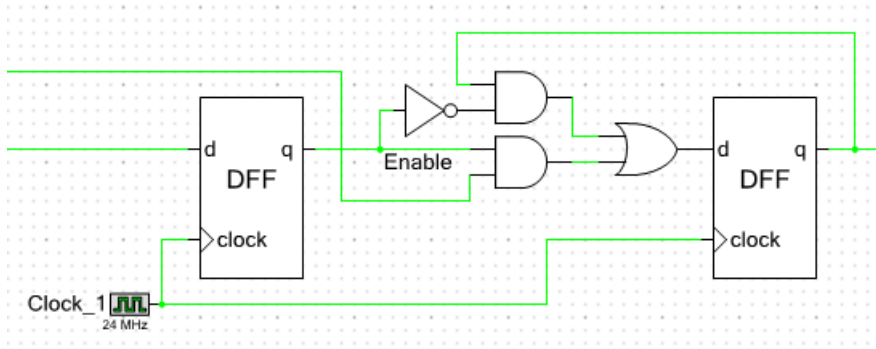 d q
DFF
clock
Enable
d q
DFF
clock
Clock_1
24 MHz